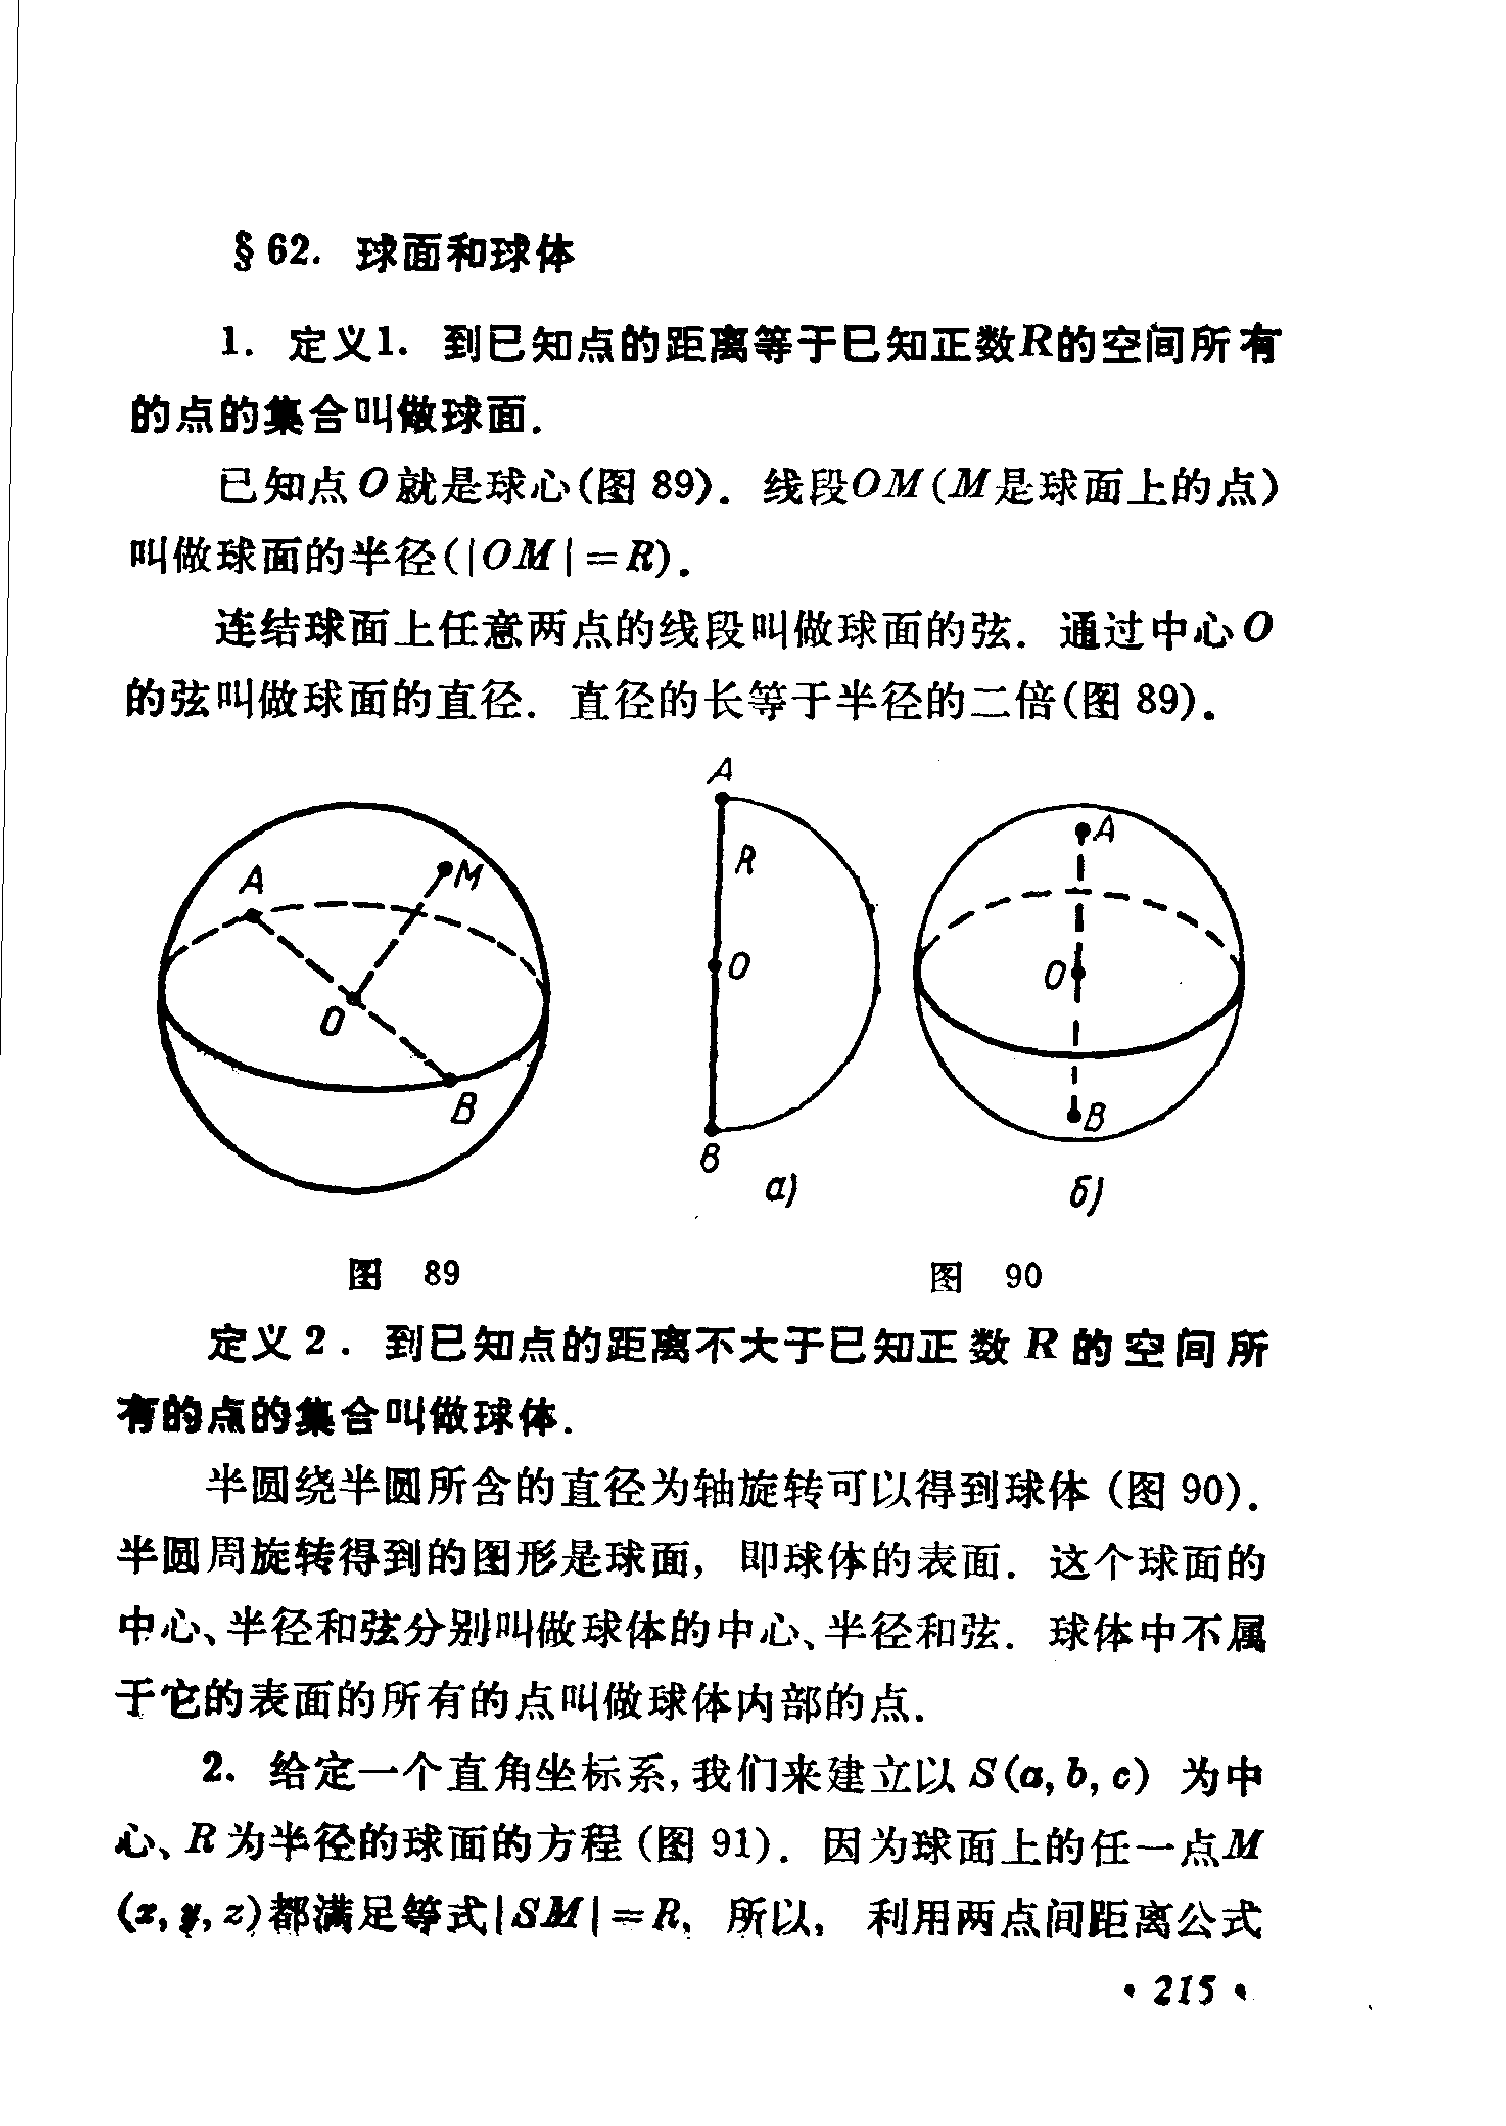 §62. 球面和球体
1. 定义1. 到已知点的距离等于已知正数R的空间所有
的点的集合叫做球面.
已知点O就是球心(图 89). 线段OM(M是球面上的点)
叫做球面的半径(|OM|=R).
连结球面上任意两点的线段叫做球面的弦. 通过中心O
的弦叫做球面的直径. 直径的长等于半径的二倍(图 89).
A
M
O
B
A
R
O
B
a)
A
O
B
б)
图 89
图 90
定义2. 到已知点的距离不大于已知正数R的空间所
有的点的集合叫做球体.
半圆绕半圆所含的直径为轴旋转可以得到球体 (图 90).
半圆周旋转得到的图形是球面, 即球体的表面. 这个球面的
中心、半径和弦分别叫做球体的中心、半径和弦. 球体中不属
于它的表面的所有的点叫做球体内部的点.
2. 给定一个直角坐标系,我们来建立以 S(a, b, c) 为中
心、R为半径的球面的方程(图 91). 因为球面上的任一点M
(x, y, z)都满足等式|SM|=R, 所以, 利用两点间距离公式
• 215 •